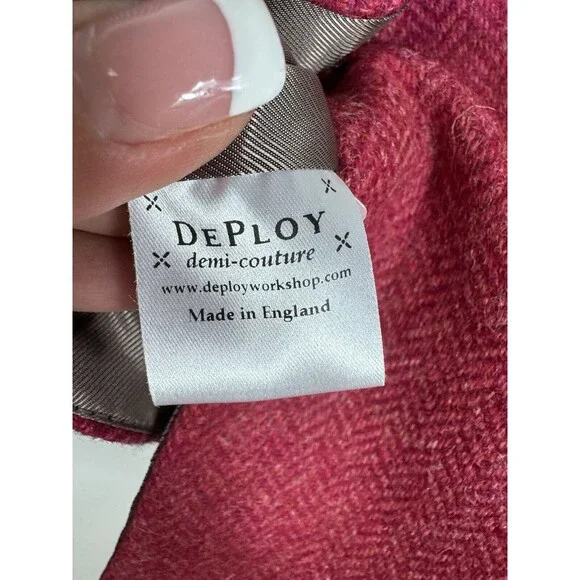 DEPLOY
demi-couture
www.deployworkshop.com
Made in England